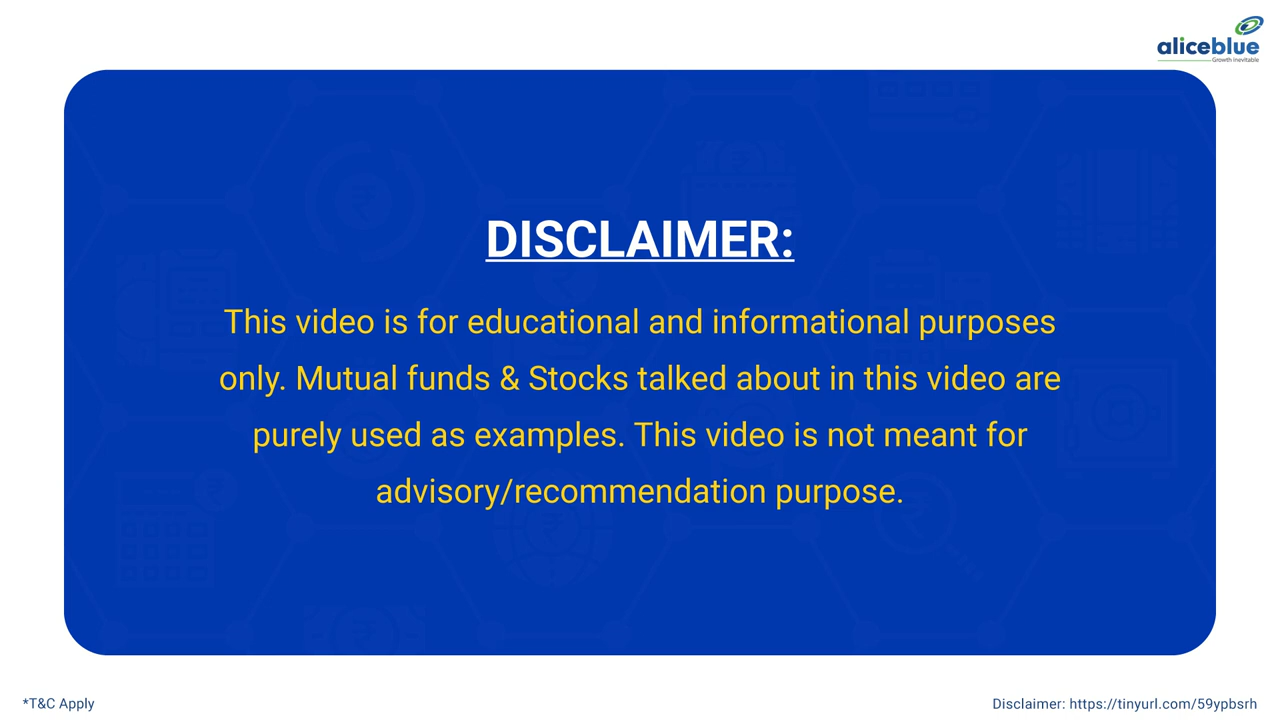 aliceblue
Growth inevitable
DISCLAIMER:
This video is for educational and informational purposes
only. Mutual funds & Stocks talked about in this video are
purely used as examples. This video is not meant for
advisory/recommendation purpose.
*T&C Apply
Disclaimer: https://tinyurl.com/59ypbsrh